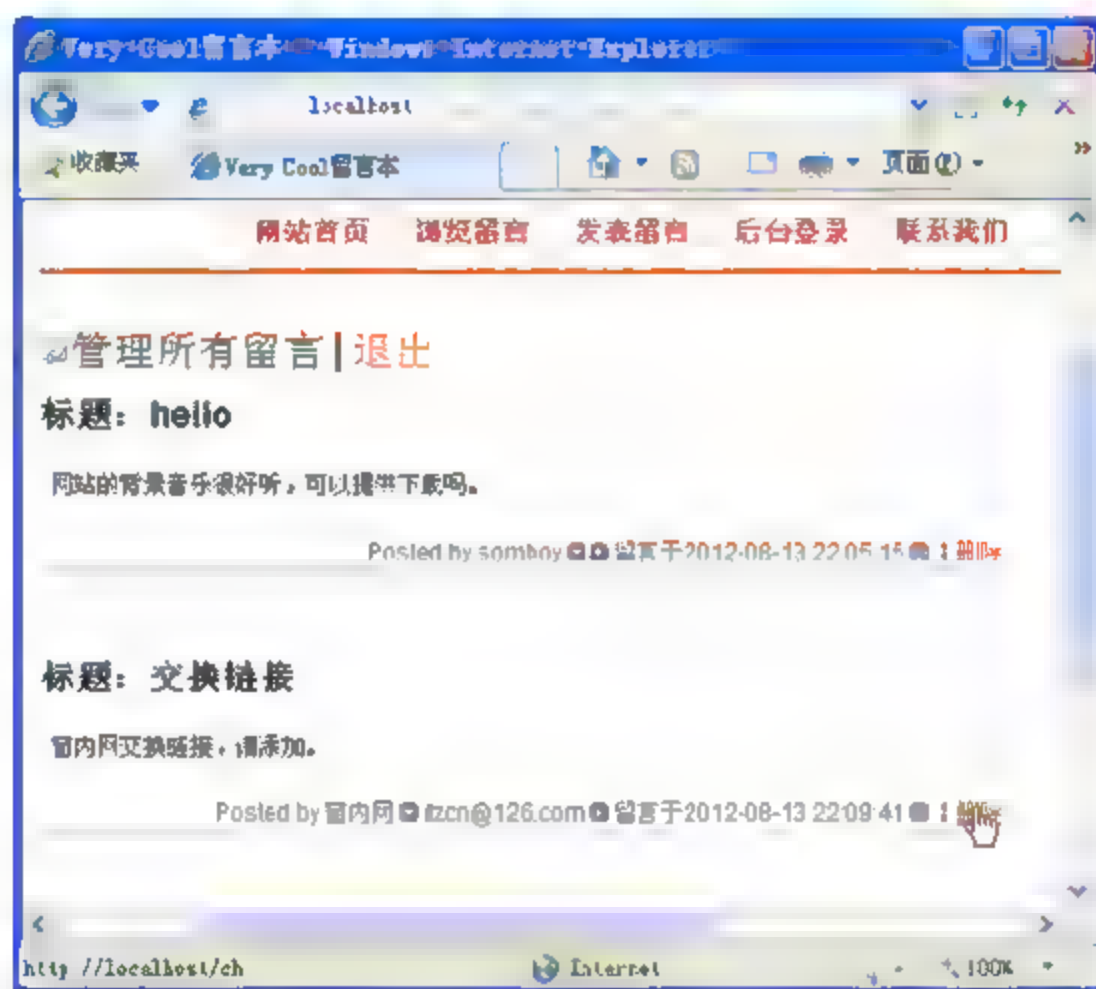 Very Cool留言本 - Windows Internet Explorer
localhost
收藏夹 Very Cool留言本 页面(P)
网站首页 浏览留言 发表留言 后台登录 联系我们
管理所有留言|退出
标题：hello
网站的背景音乐很好听，可以提供下载吗。
Posted by somboy 留言于2012-08-13 22:05:15 删除
标题：交换链接
窗内网交换链接，请添加。
Posted by 窗内网 itzcn@126.com 留言于2012-08-13 22:09:41 删除
http://localhost/ch Internet 100%